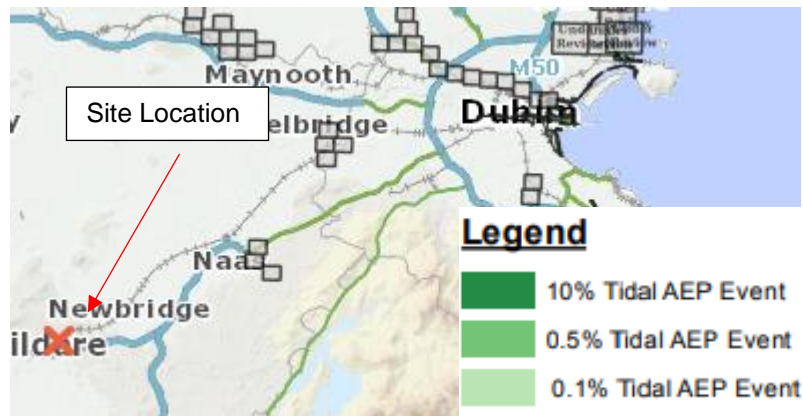 Maynooth
M50
Site Location
elbridge
Dublin
Legend
Naas
10% Tidal AEP Event
0.5% Tidal AEP Event
Newbridge
ildare
0.1% Tidal AEP Event